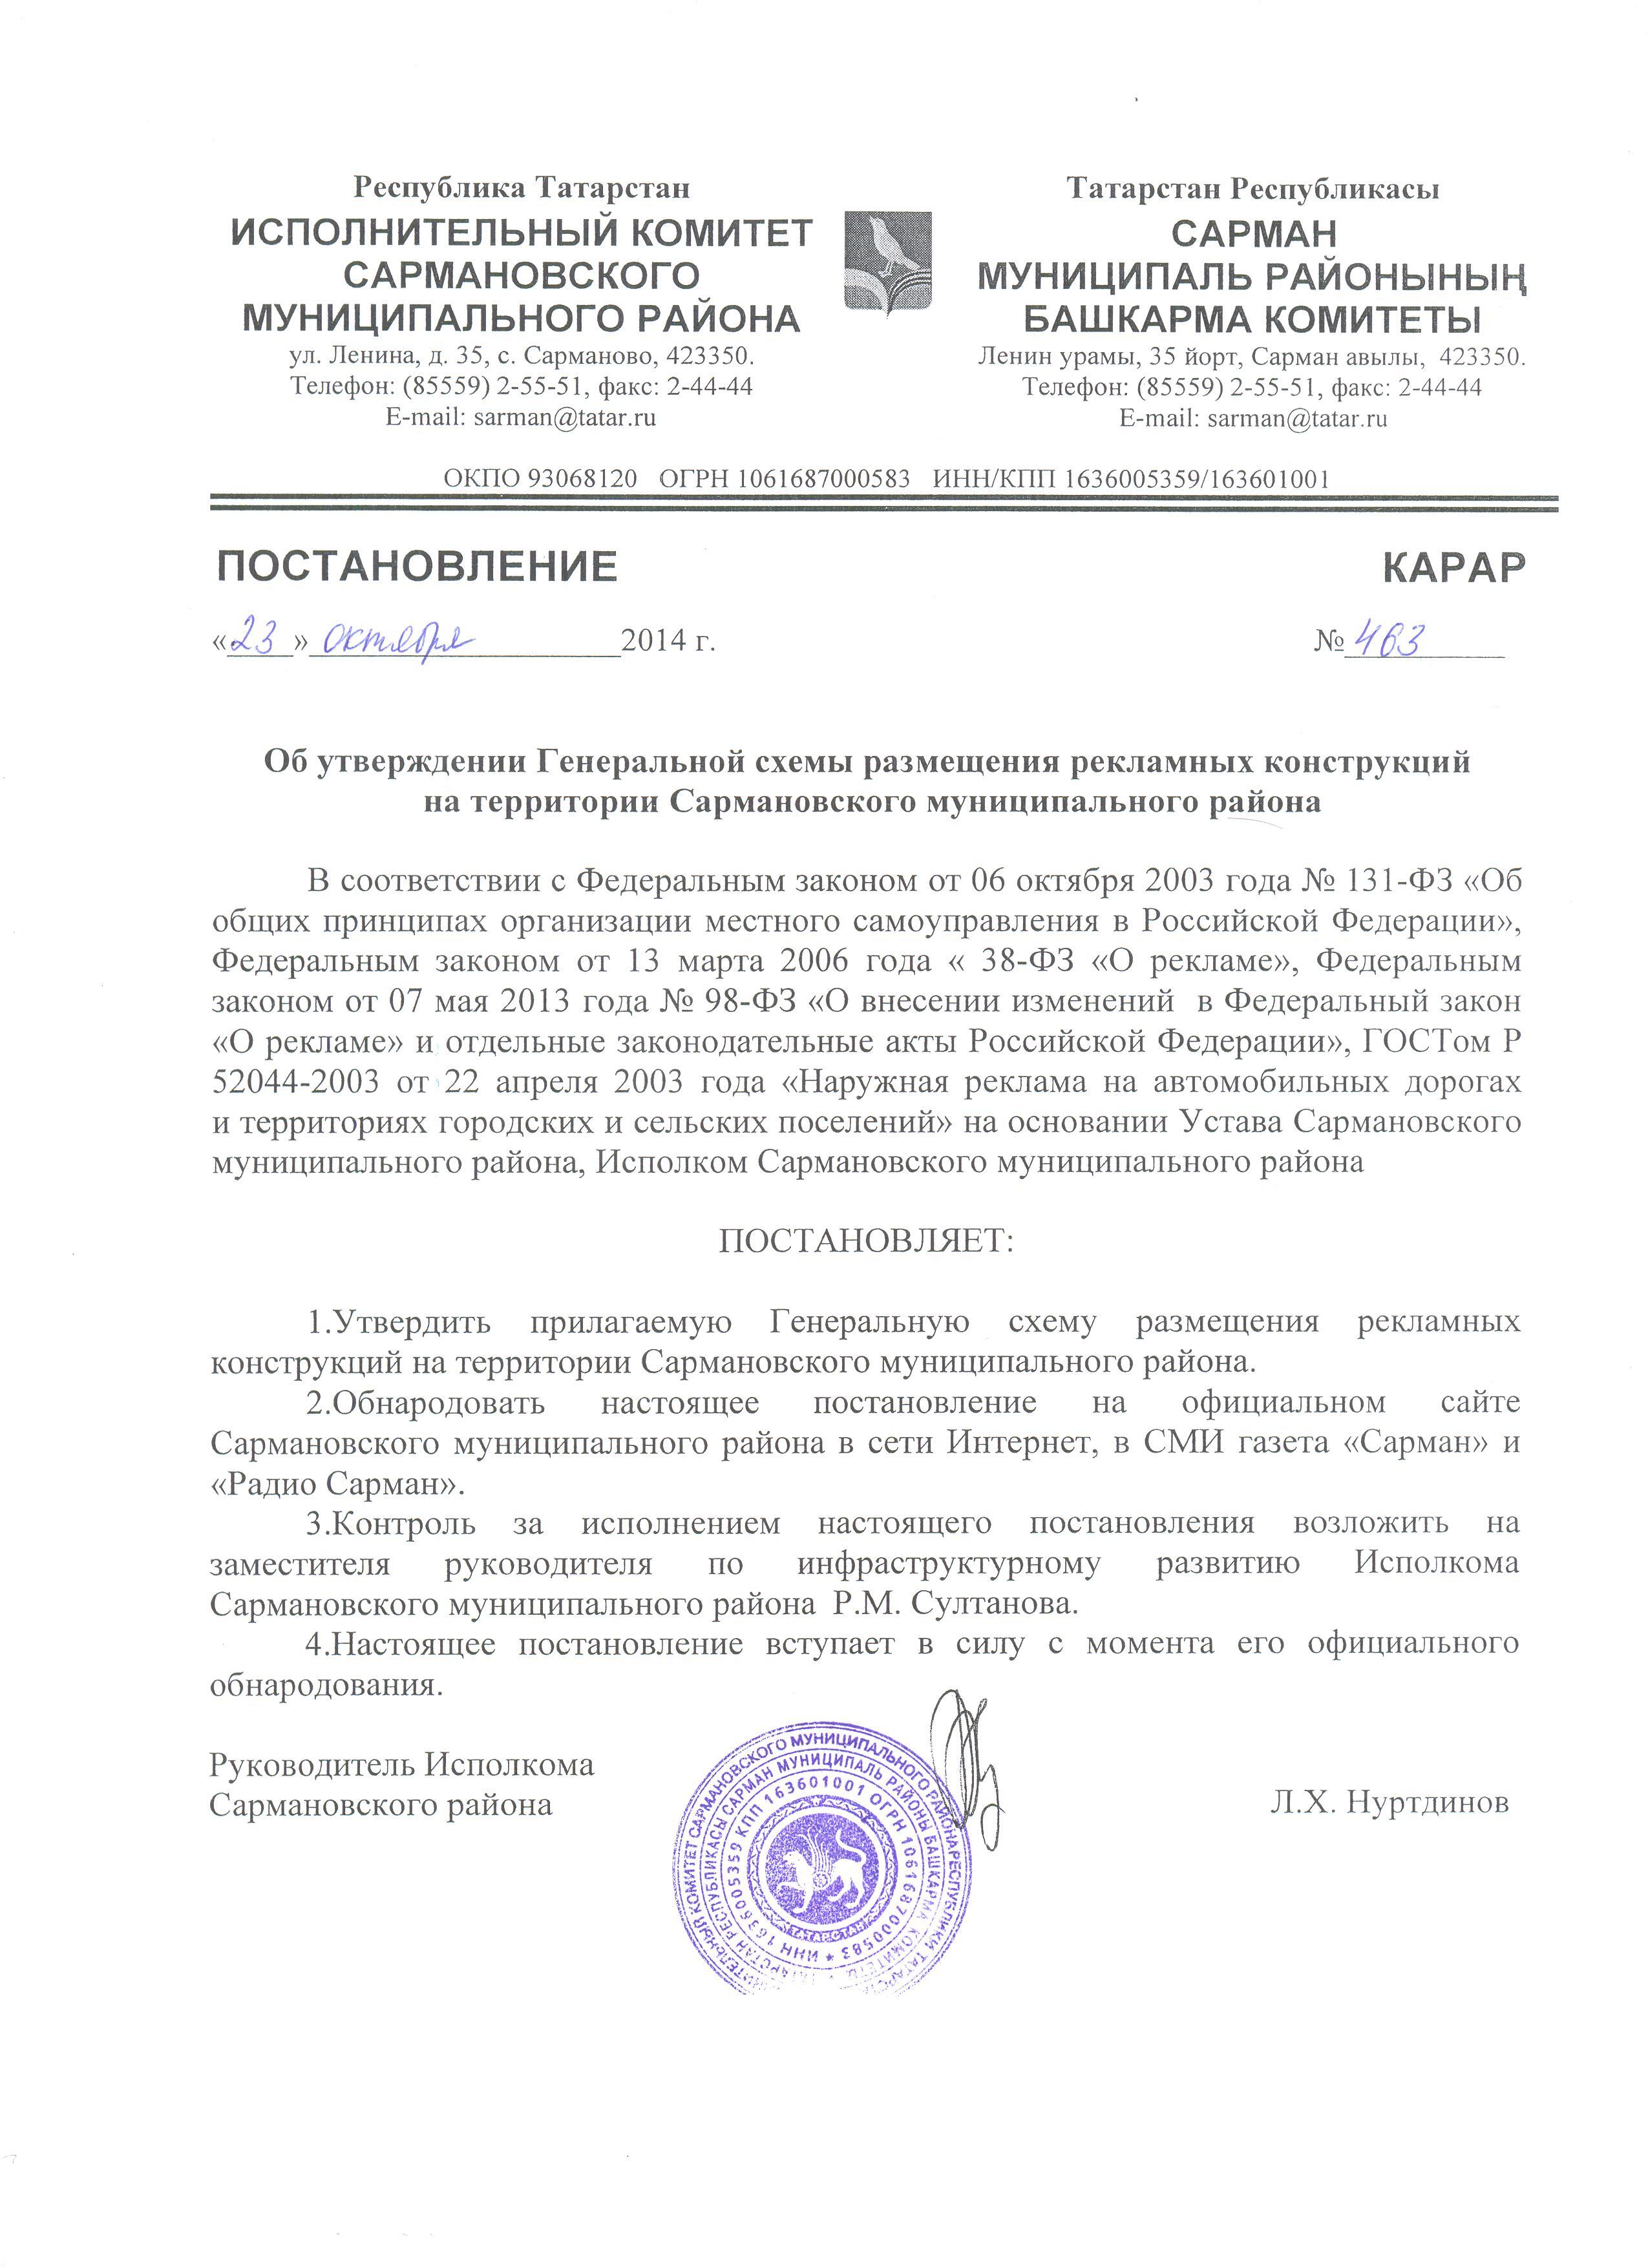 Республика Татарстан
ИСПОЛНИТЕЛЬНЫЙ КОМИТЕТ
САРМАНОВСКОГО
МУНИЦИПАЛЬНОГО РАЙОНА
ул. Ленина, д. 35, с. Сарманово, 423350.
Телефон: (85559) 2-55-51, факс: 2-44-44
E-mail: sarman@tatar.ru
Татарстан Республикасы
САРМАН
МУНИЦИПАЛЬ РАЙОНЫНЫҢ
БАШКАРМА КОМИТЕТЫ
Ленин урамы, 35 йорт, Сарман авылы, 423350.
Телефон: (85559) 2-55-51, факс: 2-44-44
E-mail: sarman@tatar.ru
ОКПО 93068120 ОГРН 1061687000583 ИНН/КПП 1636005359/163601001
ПОСТАНОВЛЕНИЕ КАРАР
«23» октября 2014 г. № 463
Об утверждении Генеральной схемы размещения рекламных конструкций
на территории Сармановского муниципального района
В соответствии с Федеральным законом от 06 октября 2003 года № 131-ФЗ «Об
общих принципах организации местного самоуправления в Российской Федерации»,
Федеральным законом от 13 марта 2006 года « 38-ФЗ «О рекламе», Федеральным
законом от 07 мая 2013 года № 98-ФЗ «О внесении изменений в Федеральный закон
«О рекламе» и отдельные законодательные акты Российской Федерации», ГОСТом Р
52044-2003 от 22 апреля 2003 года «Наружная реклама на автомобильных дорогах
и территориях городских и сельских поселений» на основании Устава Сармановского
муниципального района, Исполком Сармановского муниципального района
ПОСТАНОВЛЯЕТ:
1.Утвердить прилагаемую Генеральную схему размещения рекламных
конструкций на территории Сармановского муниципального района.
2.Обнародовать настоящее постановление на официальном сайте
Сармановского муниципального района в сети Интернет, в СМИ газета «Сарман» и
«Радио Сарман».
3.Контроль за исполнением настоящего постановления возложить на
заместителя руководителя по инфраструктурному развитию Исполкома
Сармановского муниципального района Р.М. Султанова.
4.Настоящее постановление вступает в силу с момента его официального
обнародования.
Руководитель Исполкома
Сармановского района Л.Х. Нуртдинов
КОМИТЕТ САРМАНОВСКОГО МУНИЦИПАЛЬНОГО РАЙОНА РЕСПУБЛИКИ
ТАТАРСТАН РЕСПУБЛИКАСЫ САРМАН МУНИЦИПАЛЬ РАЙОНЫ БАШКАРМА КОМИТЕТЫ
ИНН 1636005359 КПП 163601001 ОГРН 1061687000583
ТАТАРСТАН